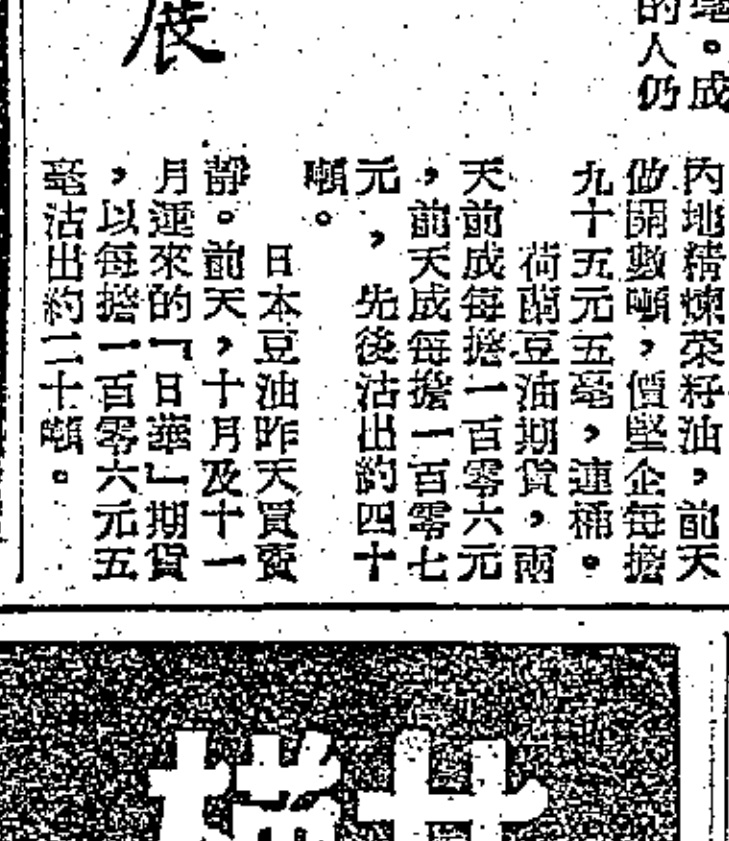 毫。成
的人仍
展
內地精煉菜籽油,前天
做開數噸,價堅企每擔
九十五元五毫,連桶。
荷蘭豆油期貨,兩
天前成每擔一百零六元
,前天成每擔一百零七
元,先後沽出約四十
噸。
日本豆油昨天買賣
靜。前天,十月及十一
月運來的「日華」期貨
,以每擔一百零六元五
毫沽出約二十噸。